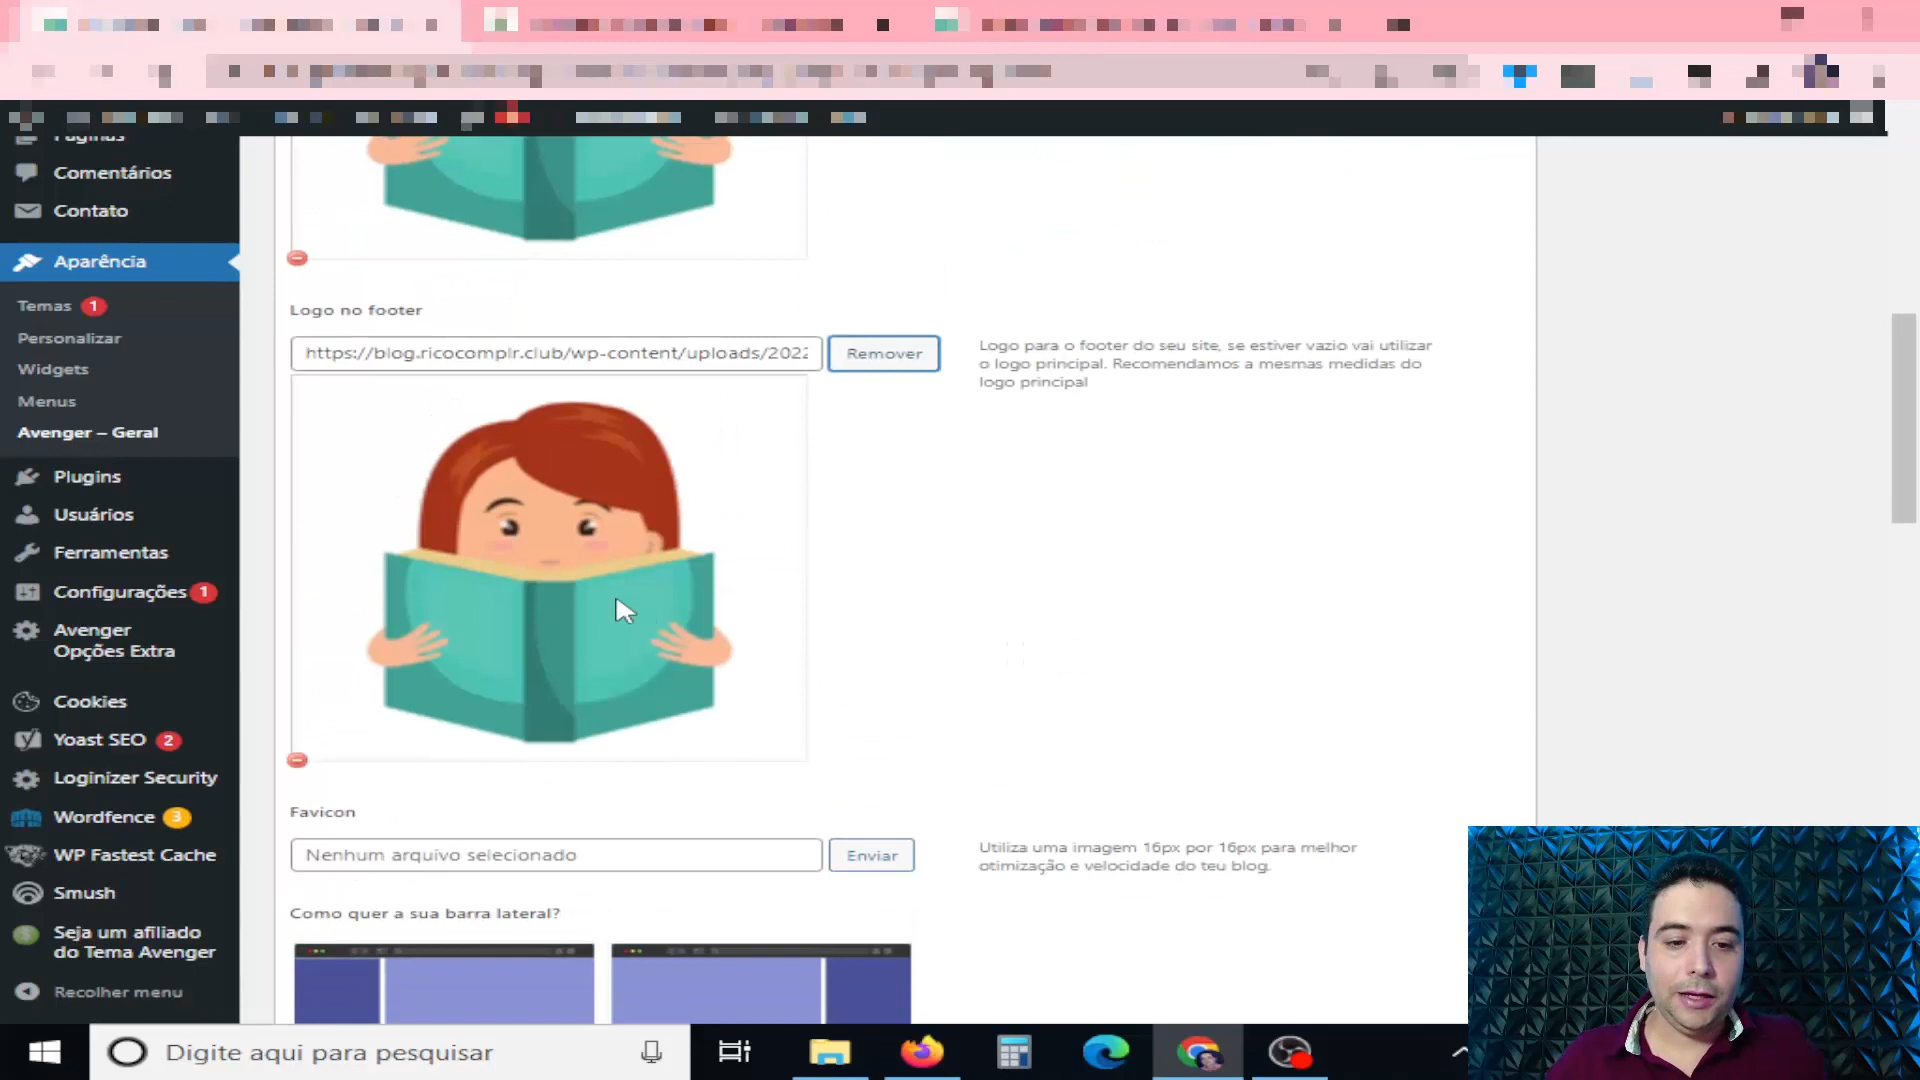 Páginas
Comentários
Contato
Aparência
Temas 1
Personalizar
Widgets
Menus
Avenger – Geral
Plugins
Usuários
Ferramentas
Configurações 1
Avenger
Opções Extra
Cookies
Yoast SEO 2
Loginizer Security
Wordfence 3
WP Fastest Cache
Smush
Seja um afiliado
do Tema Avenger
Recolher menu
Logo no footer
https://blog.ricocomplr.club/wp-content/uploads/2022
Remover
Logo para o footer do seu site, se estiver vazio vai utilizar
o logo principal. Recomendamos a mesmas medidas do
logo principal
Favicon
Nenhum arquivo selecionado
Enviar
Utiliza uma imagem 16px por 16px para melhor
otimização e velocidade do teu blog.
Como quer a sua barra lateral?
Digite aqui para pesquisar